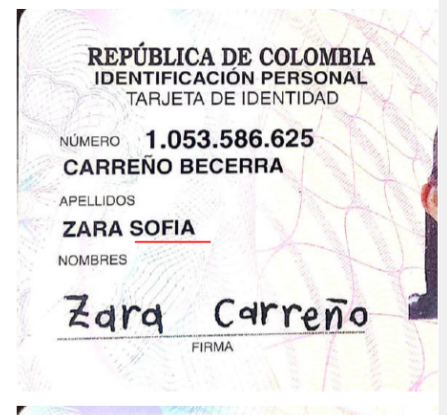 REPÚBLICA DE COLOMBIA
IDENTIFICACIÓN PERSONAL
TARJETA DE IDENTIDAD
NÚMERO 1.053.586.625
CARREÑO BECERRA
APELLIDOS
ZARA SOFIA
NOMBRES
Zara Carreño
FIRMA